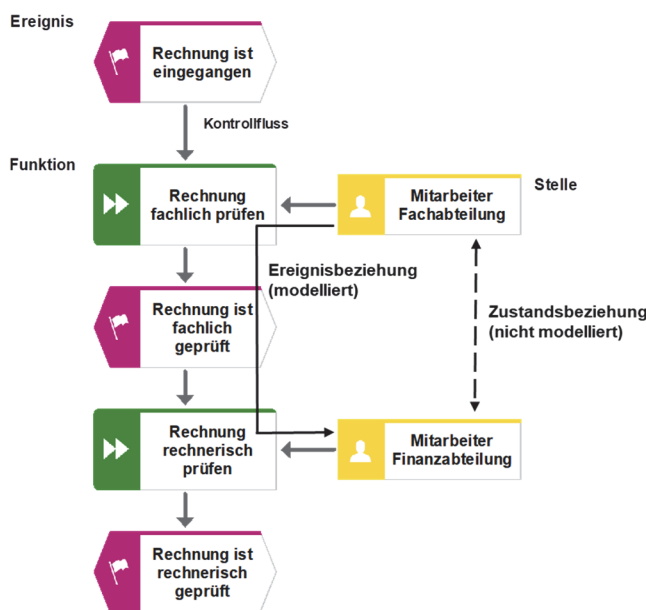 Ereignis
Rechnung ist
eingegangen
Kontrollfluss
Funktion
Rechnung
fachlich prüfen
Mitarbeiter
Fachabteilung
Stelle
Ereignisbeziehung
(modelliert)
Zustandsbeziehung
(nicht modelliert)
Rechnung ist
fachlich
geprüft
Rechnung
rechnerisch
prüfen
Mitarbeiter
Finanzabteilung
Rechnung ist
rechnerisch
geprüft